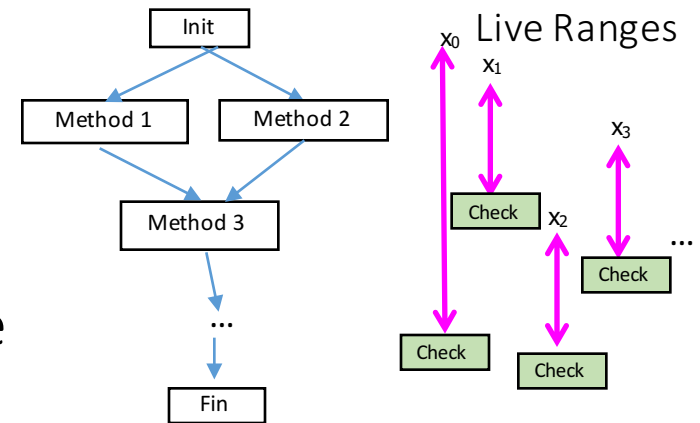 Init
Method 1
Method 2
Method 3
...
Fin
e
Live Ranges
x₀
x₁
x₃
Check
x₂
...
Check
Check
Check